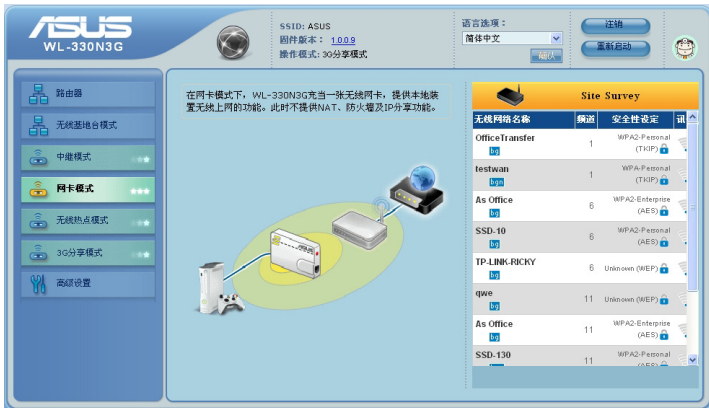 ASUS
WL-330N3G
SSID: ASUS
固件版本： 1.0.0.9
操作模式: 3G分享模式
语言选项：
简体中文
确认
注销
重新启动
路由器
无线基地台模式
中继模式
网卡模式
无线热点模式
3G分享模式
高级设置
在网卡模式下，WL-330N3G充当一张无线网卡，提供本地装
置无线上网的功能。此时不提供NAT、防火墙及IP分享功能。
Site Survey
无线网络名称 频道 安全性设定 讯
OfficeTransfer
bg
1
WPA2-Personal
(TKIP)
testwan
bgn
1
WPA-Personal
(TKIP)
As Office
bg
6
WPA2-Enterprise
(AES)
SSD-10
bg
6
WPA2-Personal
(AES)
TP-LINK-RICKY
bg
6
Unknown (WEP)
qwe
bg
11
Unknown (WEP)
As Office
bg
11
WPA2-Enterprise
(AES)
SSD-130
11
WPA2-Personal
(AES)